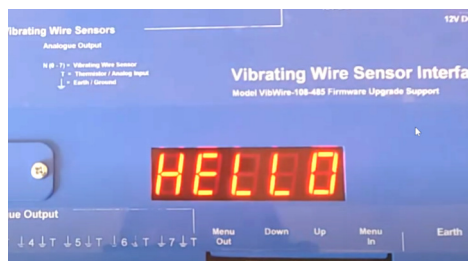 Vibrating Wire Sensors
Analogue Output
N (0 - 7) = Vibrating Wire Sensor
T = Thermistor / Analog Input
= Earth / Ground
12V D
Vibrating Wire Sensor Interfa
Model VibWire-108-485 Firmware Upgrade Support
HELLO
ue Output
4 T 5 T 6 T 7 T
Menu Out Down Up Menu In Earth